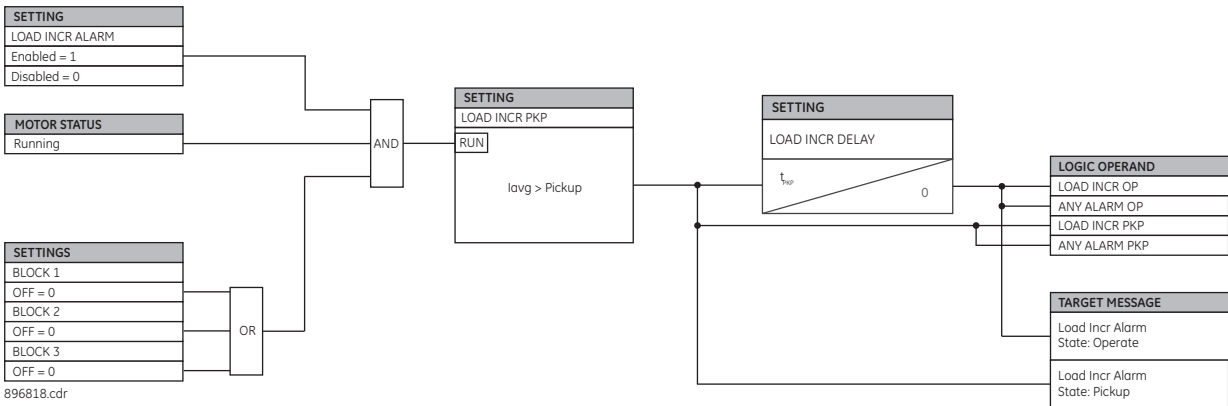 SETTING
LOAD INCR ALARM
Enabled = 1
Disabled = 0
MOTOR STATUS
Running
SETTINGS
BLOCK 1
OFF = 0
BLOCK 2
OFF = 0
BLOCK 3
OFF = 0
896818.cdr
OR
AND
SETTING
LOAD INCR PKP
RUN
Iavg > Pickup
SETTING
LOAD INCR DELAY
tPKP
0
LOGIC OPERAND
LOAD INCR OP
ANY ALARM OP
LOAD INCR PKP
ANY ALARM PKP
TARGET MESSAGE
Load Incr Alarm
State: Operate
Load Incr Alarm
State: Pickup